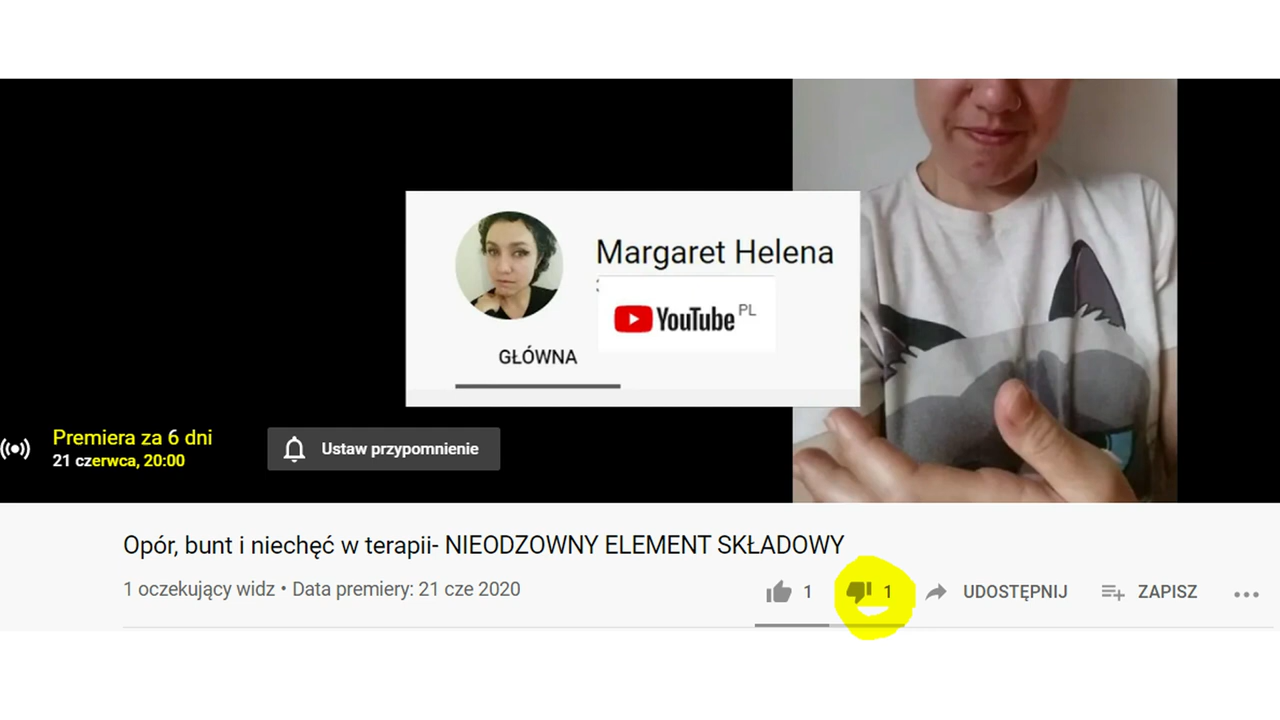 Margaret Helena
YouTube PL
GŁÓWNA
Premiera za 6 dni
21 czerwca, 20:00
Ustaw przypomnienie
Opór, bunt i niechęć w terapii- NIEODZOWNY ELEMENT SKŁADOWY
1 oczekujący widz • Data premiery: 21 cze 2020
1 1 UDOSTĘPNIJ ZAPISZ